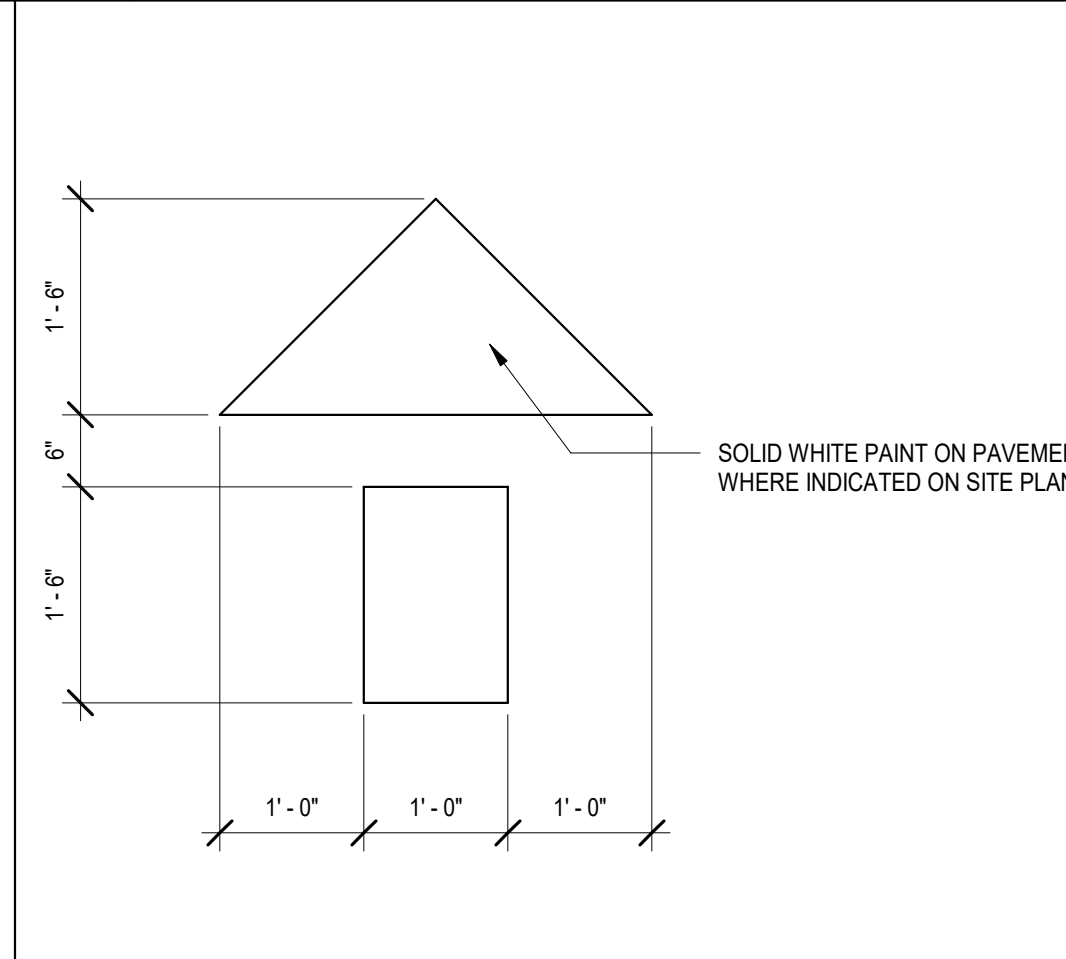 1' - 6"
6"
SOLID WHITE PAINT ON
WHERE INDICATED ON SITE
1' - 6"
1' - 0" 1' - 0" 1' - 0"